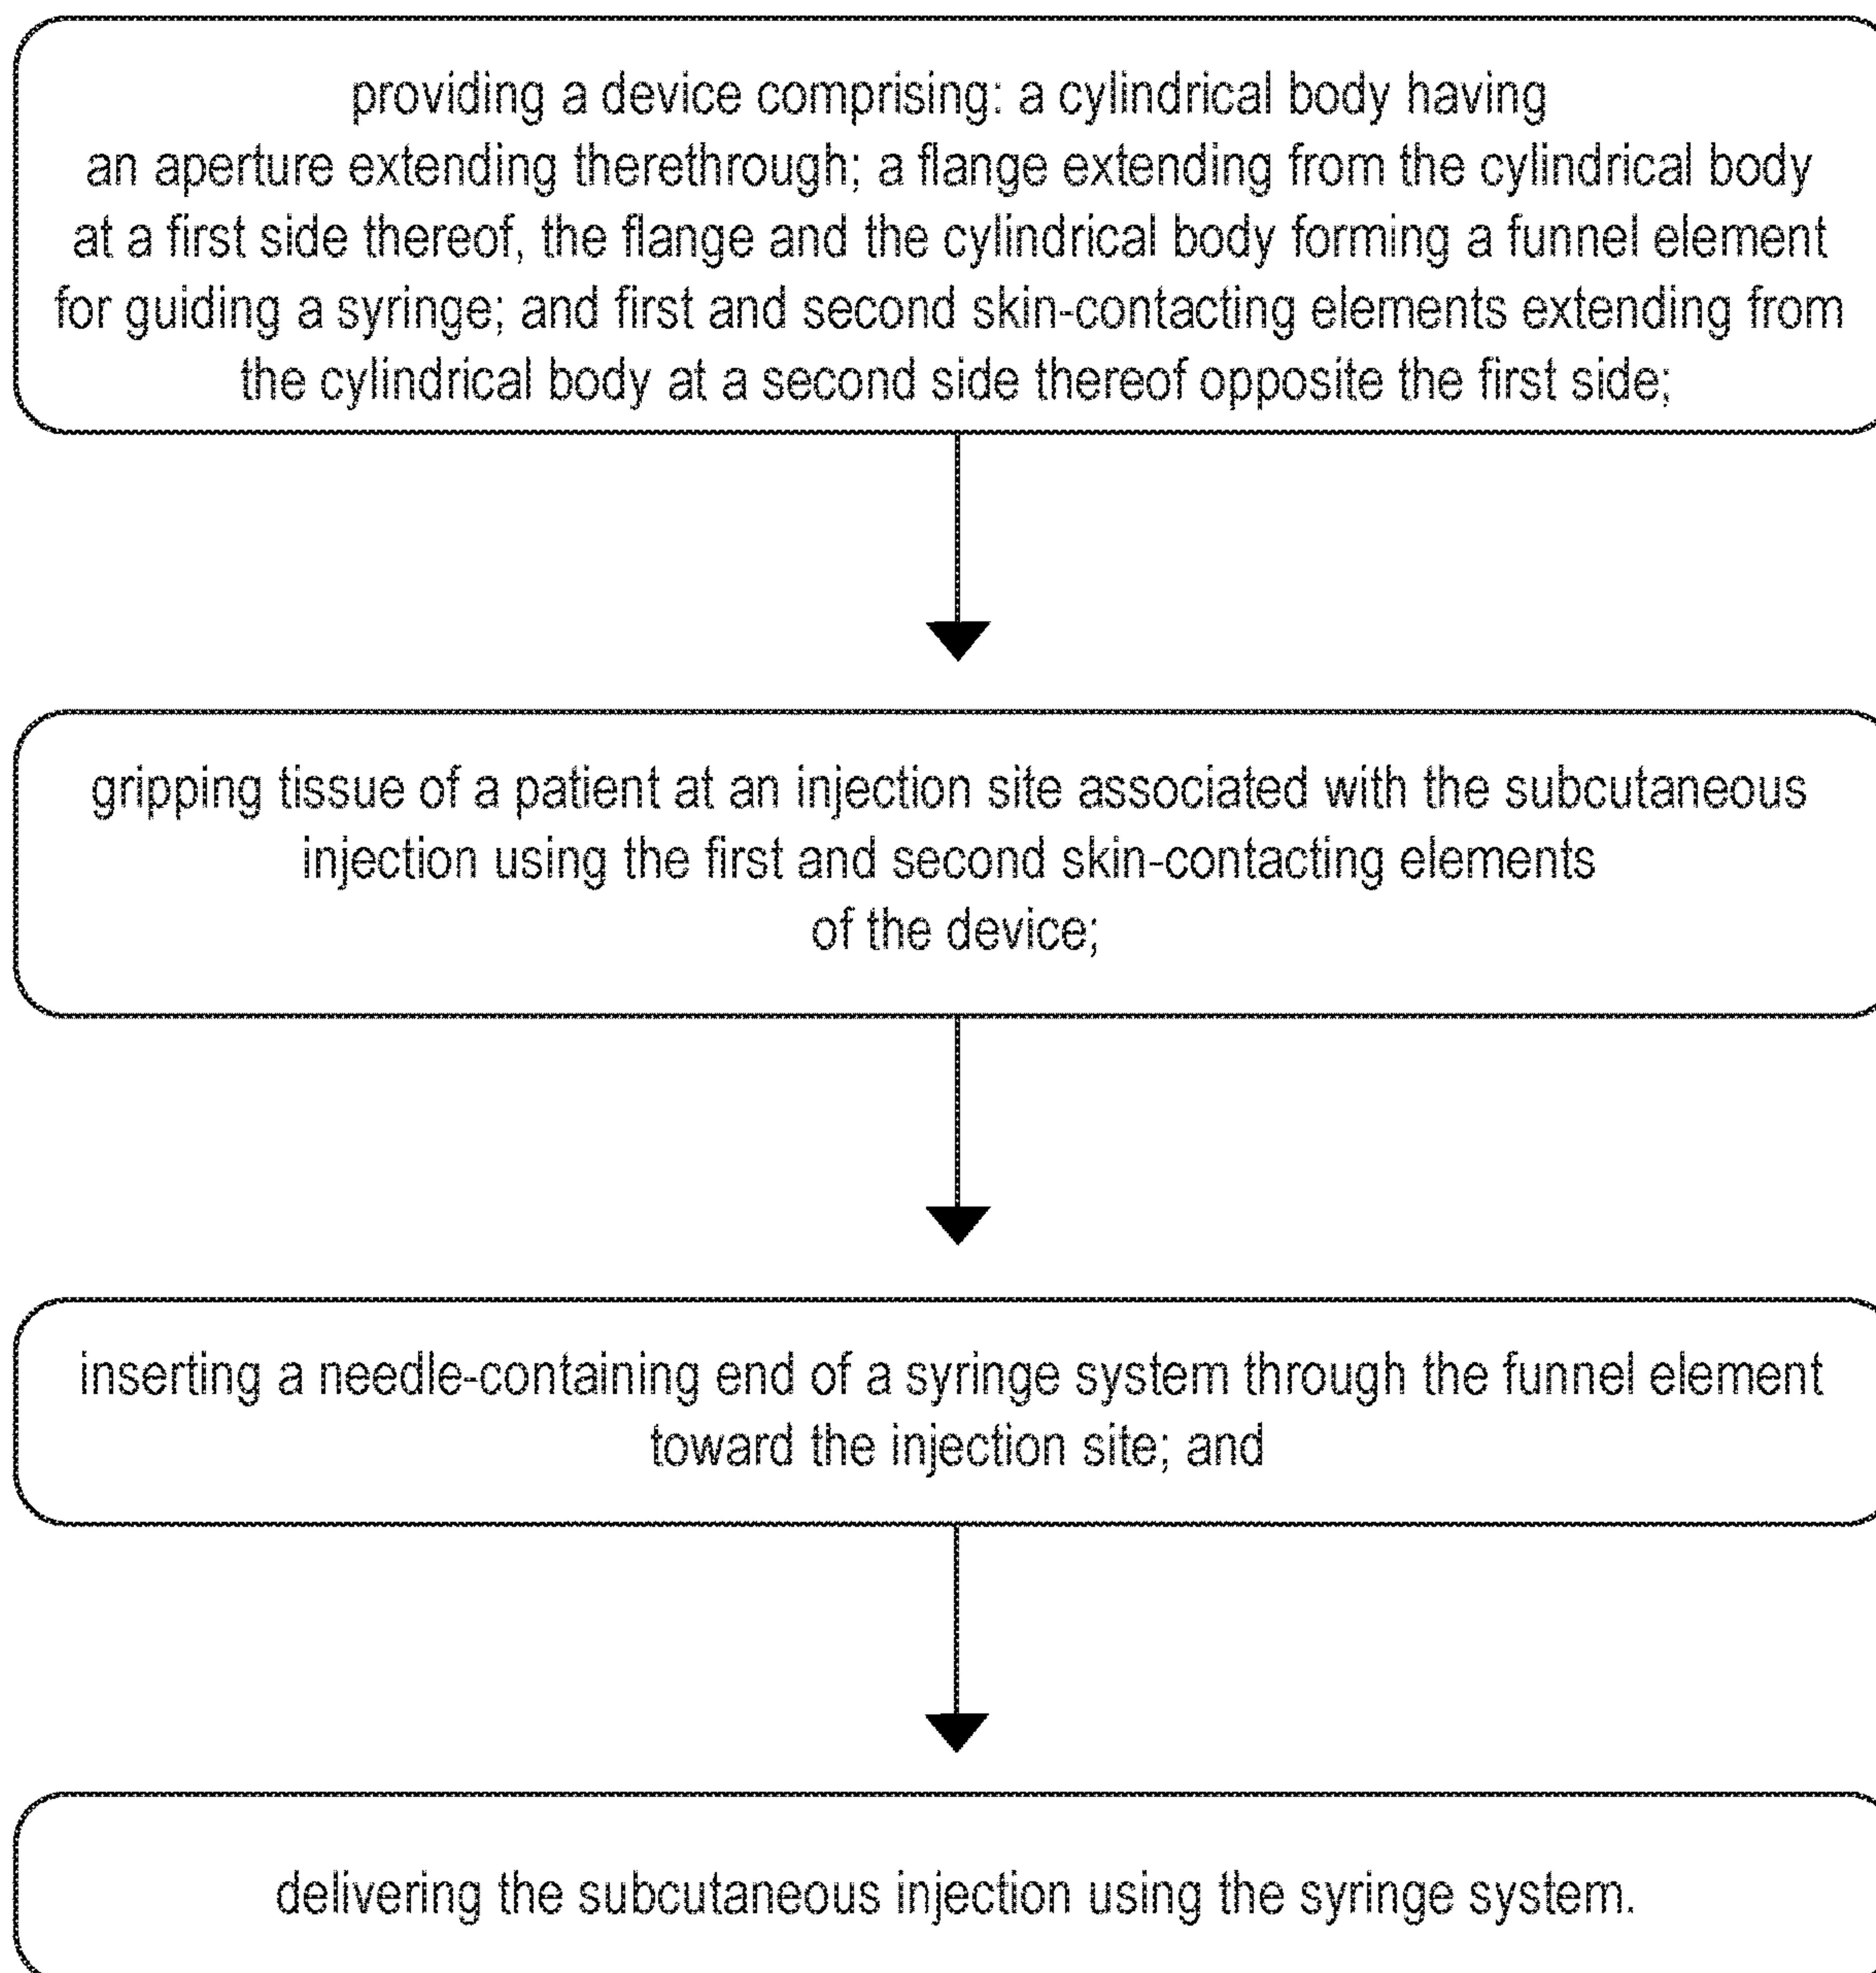 providing a device comprising: a cylindrical body having
an aperture extending therethrough; a flange extending from the cylindrical body
at a first side thereof, the flange and the cylindrical body forming a funnel element
for guiding a syringe; and first and second skin-contacting elements extending from
the cylindrical body at a second side thereof opposite the first side;
gripping tissue of a patient at an injection site associated with the subcutaneous
injection using the first and second skin-contacting elements
of the device;
inserting a needle-containing end of a syringe system through the funnel element
toward the injection site; and
delivering the subcutaneous injection using the syringe system.